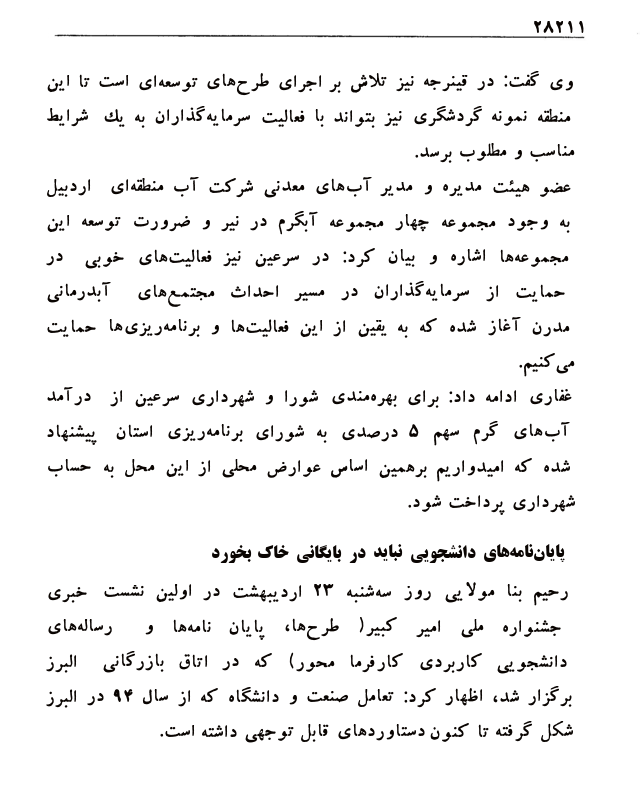 ۲۸۲۱۱
وی گفت: در قینرجه نیز تلاش بر اجرای طرح‌های توسعه‌ای است تا این
منطقه نمونه گردشگری نیز بتواند با فعالیت سرمایه‌گذاران به یك شرایط
مناسب و مطلوب برسد.
عضو هیئت مدیره و مدیر آب‌های معدنی شرکت آب منطقه‌ای اردبیل
به وجود مجموعه چهار مجموعه آبگرم در نیر و ضرورت توسعه این
مجموعه‌ها اشاره و بیان کرد: در سرعین نیز فعالیت‌های خوبی در
حمایت از سرمایه‌گذاران در مسیر احداث مجتمع‌های آبدرمانی
مدرن آغاز شده که به یقین از این فعالیت‌ها و برنامه‌ریزی‌ها حمایت
می‌کنیم.
غفاری ادامه داد: برای بهره‌مندی شورا و شهرداری سرعین از درآمد
آب‌های گرم سهم ۵ درصدی به شورای برنامه‌ریزی استان پیشنهاد
شده که امیدواریم برهمین اساس عوارض محلی از این محل به حساب
شهرداری پرداخت شود.
پایان‌نامه‌های دانشجویی نباید در بایگانی خاک بخورد
رحیم بنا مولایی روز سه‌شنبه ۲۳ اردیبهشت در اولین نشست خبری
جشنواره ملی امیر کبیر( طرح‌ها، پایان نامه‌ها و رساله‌های
دانشجویی کاربردی کارفرما محور) که در اتاق بازرگانی البرز
برگزار شد، اظهار کرد: تعامل صنعت و دانشگاه که از سال ۹۴ در البرز
شکل گرفته تا کنون دستاوردهای قابل توجهی داشته است.